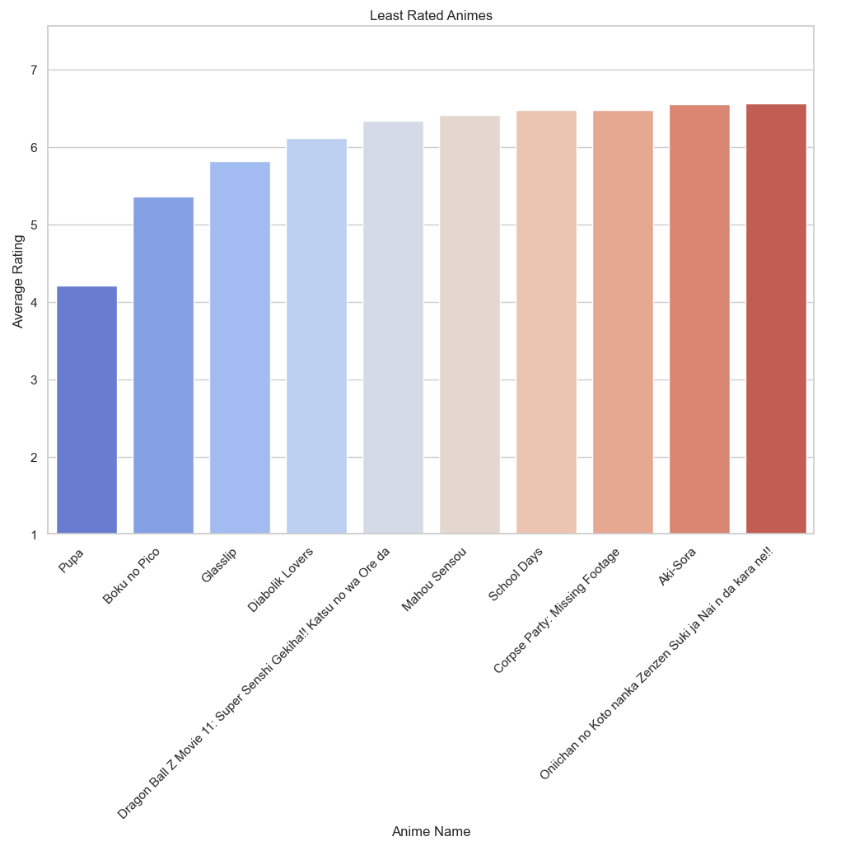 Least Rated Animes
Average Rating
7
6
5
4
3
2
1
Pupa
Boku no Pico
Glasslip
Diabolik Lovers
Dragon Ball Z Movie 11: Super Senshi Gekiha!! Katsu no wa Ore da
Mahou Sensou
School Days
Corpse Party: Missing Footage
Aki-Sora
Oniichan no Koto nanka Zenzen Suki ja Nai n da kara ne!!
Anime Name